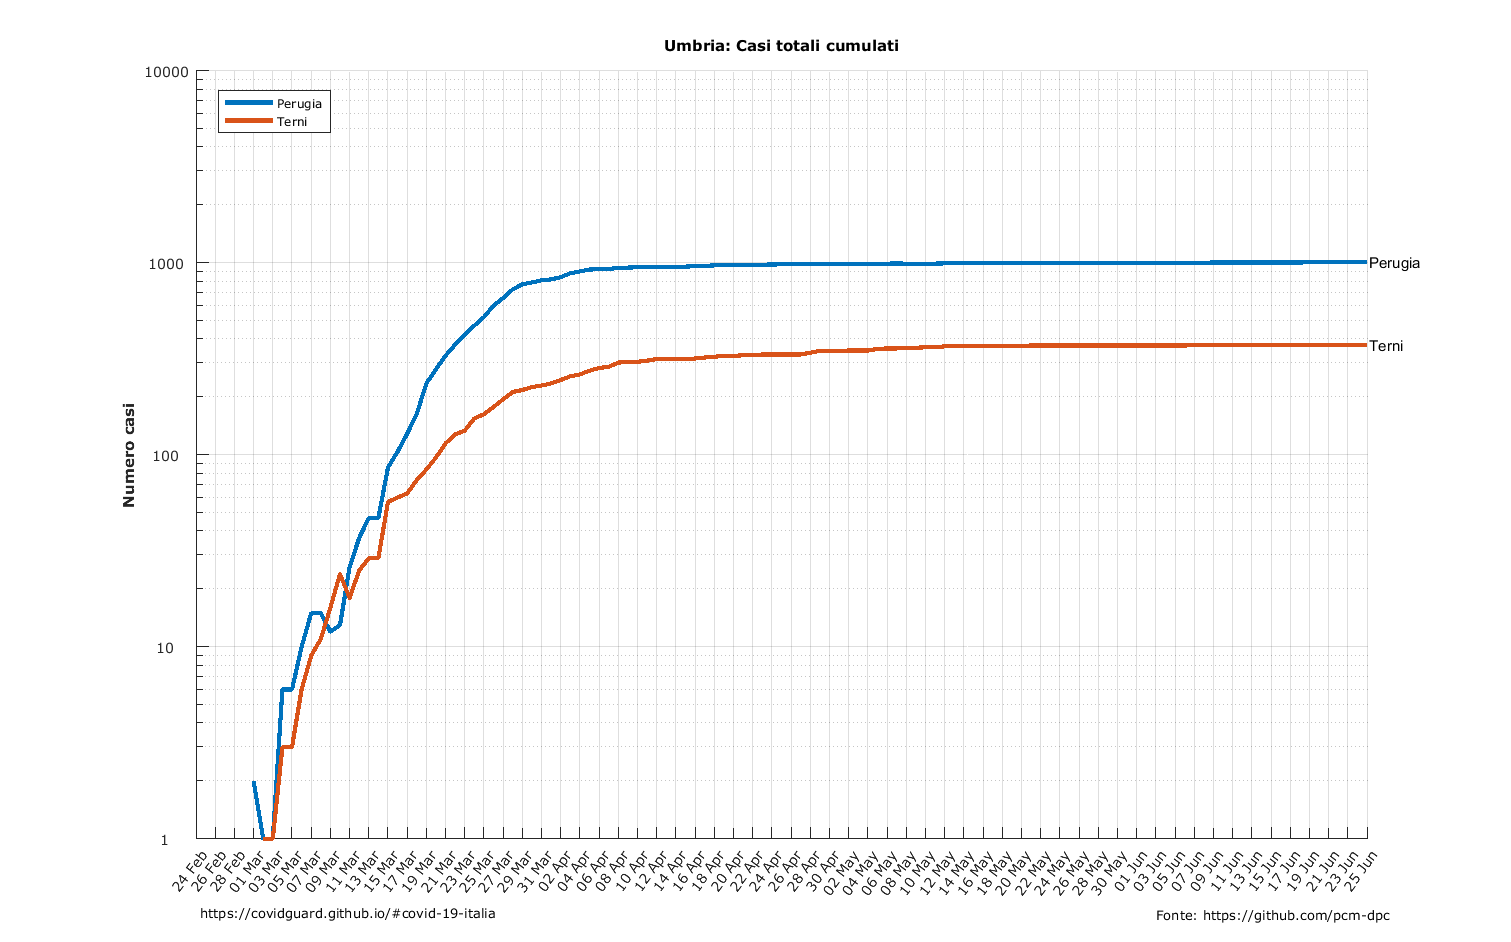 Umbria: Casi totali cumulati
10000
1000
100
10
1
Numero casi
Perugia
Terni
Perugia
Terni
24 Feb
26 Feb
28 Feb
01 Mar
03 Mar
05 Mar
07 Mar
09 Mar
11 Mar
13 Mar
15 Mar
17 Mar
19 Mar
21 Mar
23 Mar
25 Mar
27 Mar
29 Mar
31 Mar
02 Apr
04 Apr
06 Apr
08 Apr
10 Apr
12 Apr
14 Apr
16 Apr
18 Apr
20 Apr
22 Apr
24 Apr
26 Apr
28 Apr
30 Apr
02 May
04 May
06 May
08 May
10 May
12 May
14 May
16 May
18 May
20 May
22 May
24 May
26 May
28 May
30 May
01 Jun
03 Jun
05 Jun
07 Jun
09 Jun
11 Jun
13 Jun
15 Jun
17 Jun
19 Jun
21 Jun
23 Jun
25 Jun
https://covidguard.github.io/#covid-19-italia
Fonte: https://github.com/pcm-dpc